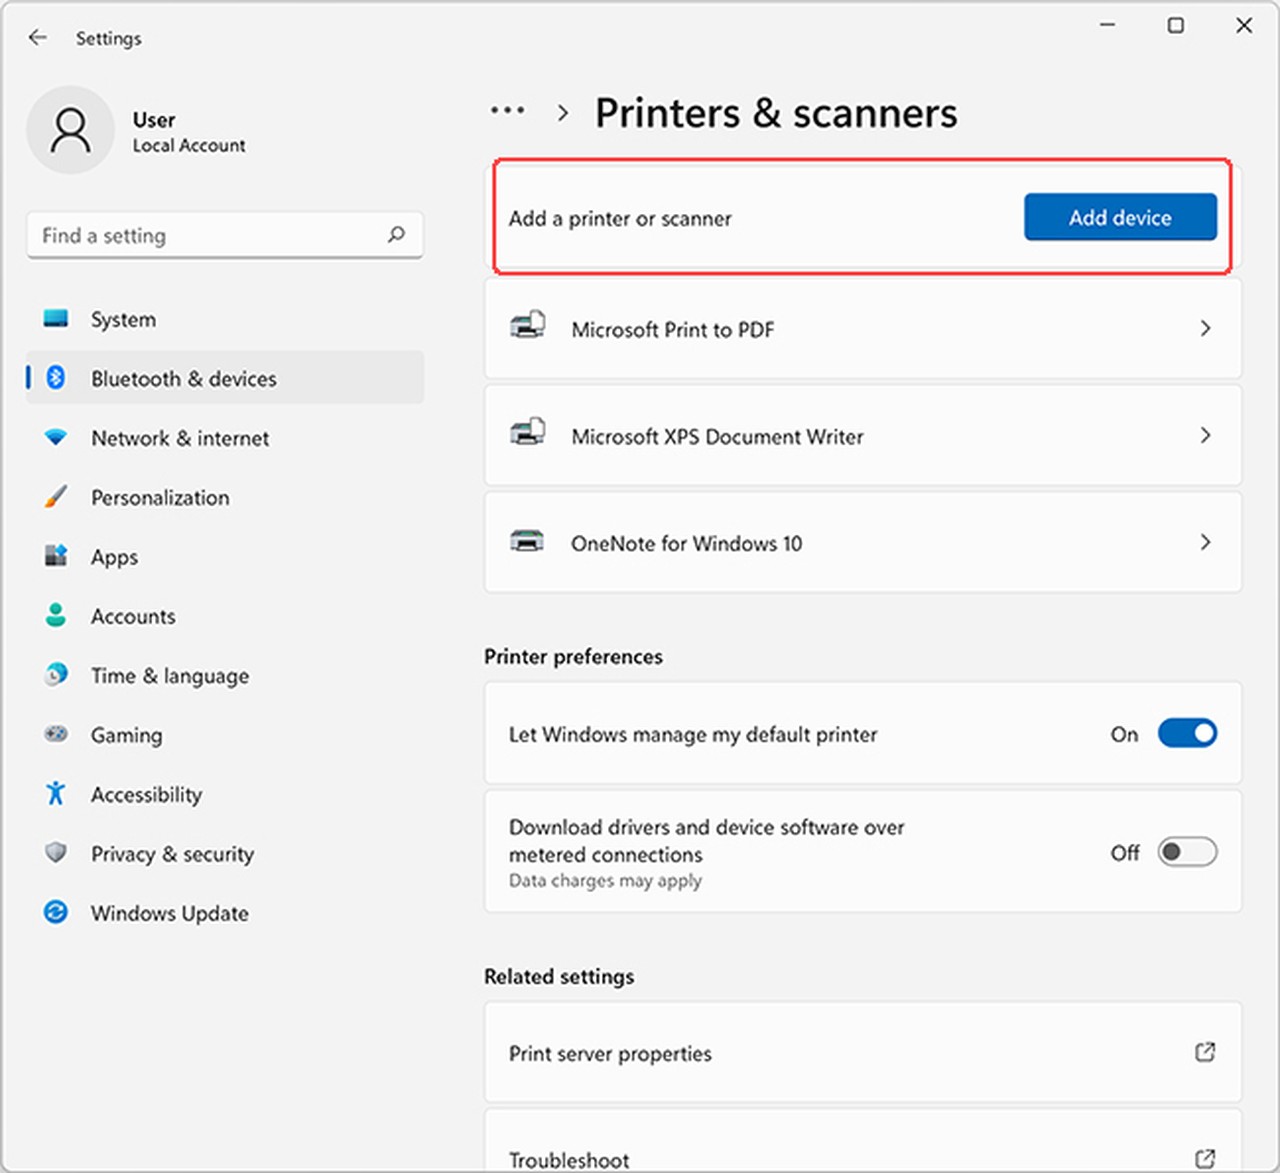 Settings
User
Local Account
Find a setting
System
Bluetooth & devices
Network & internet
Personalization
Apps
Accounts
Time & language
Gaming
Accessibility
Privacy & security
Windows Update
Printers & scanners
Add a printer or scanner
Add device
Microsoft Print to PDF
Microsoft XPS Document Writer
OneNote for Windows 10
Printer preferences
Let Windows manage my default printer
On
Download drivers and device software over
metered connections
Data charges may apply
Off
Related settings
Print server properties
Troubleshoot